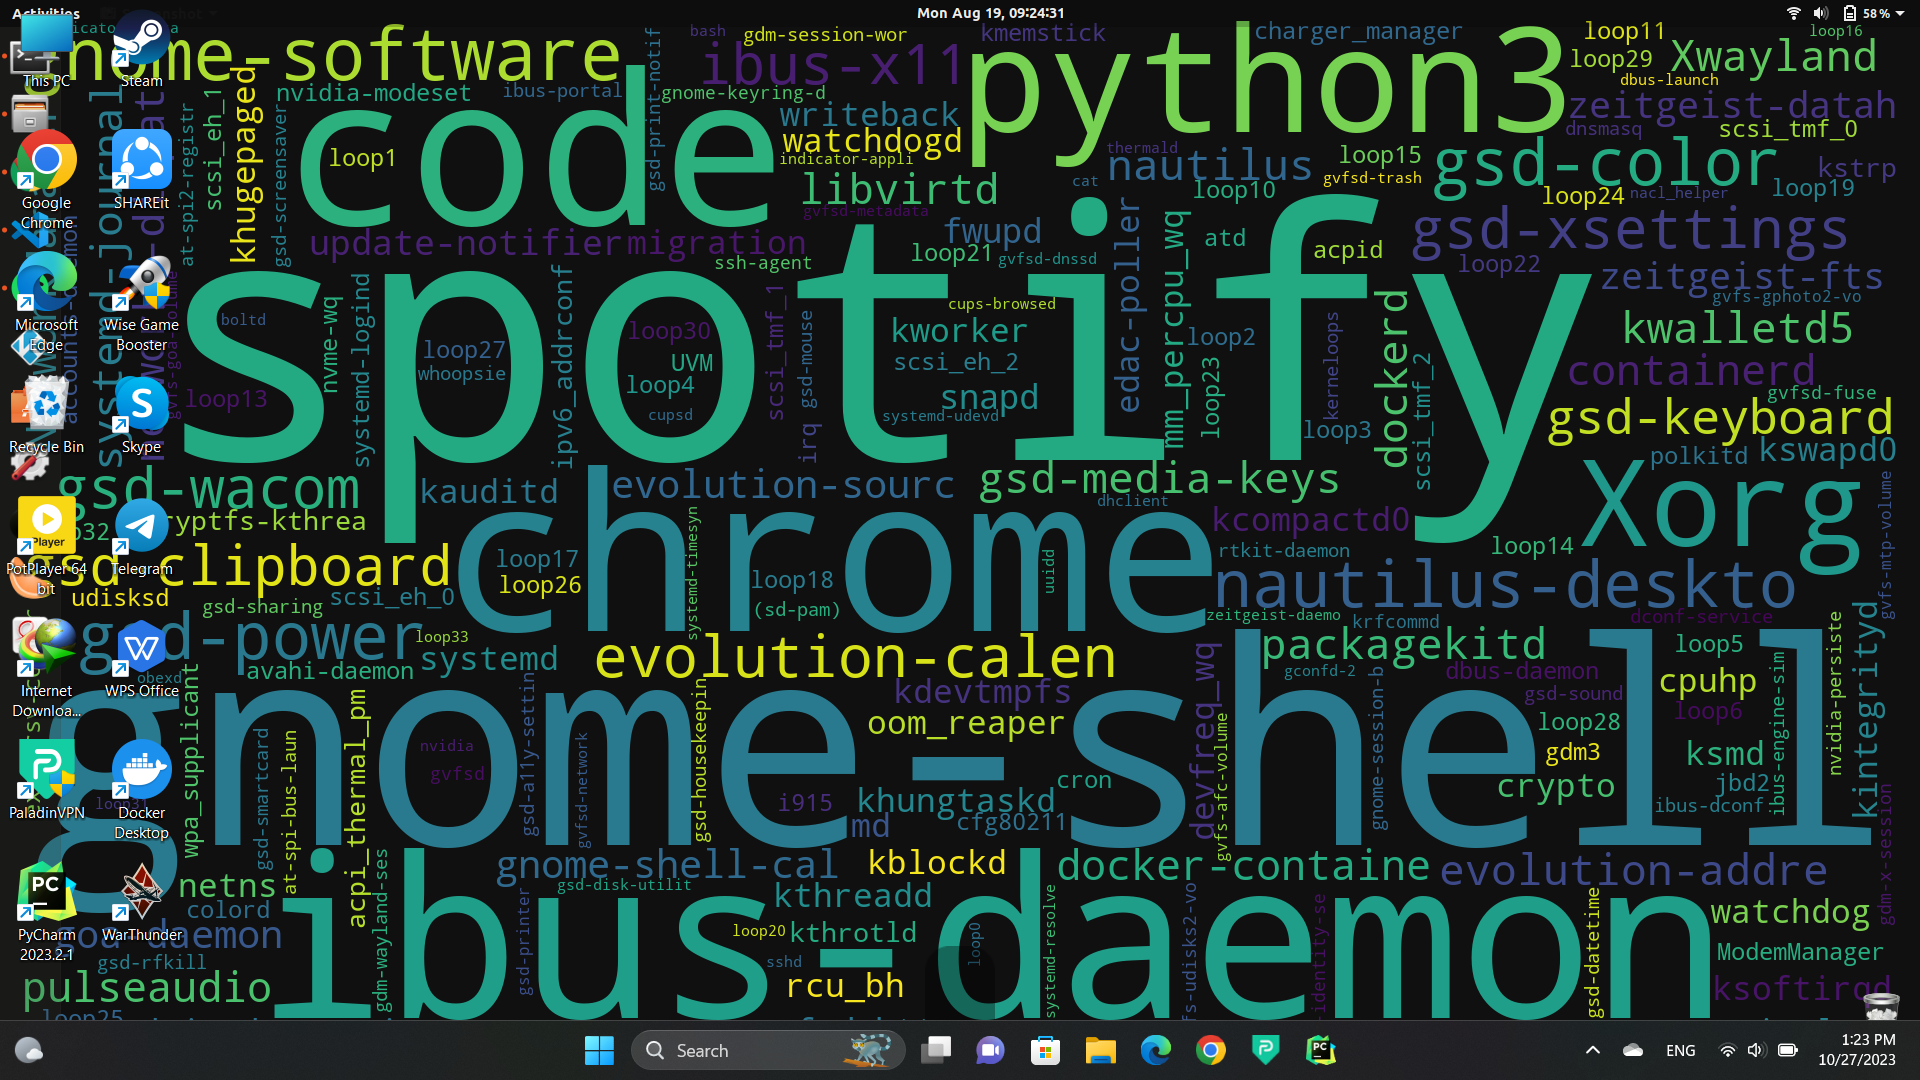 Activities
Mon Aug 19, 09:24:31
58 %
This PC
Steam
Google
Chrome
SHAREit
Microsoft
Edge
Wise Game
Booster
Recycle Bin
Skype
PotPlayer 64
bit
Telegram
Internet
Downloa...
WPS Office
PaladinVPN
Docker
Desktop
PyCharm
2023.2.1
WarThunder
bash
gdm-session-wor
kmemstick
charger_manager
loop11
loop16
ibus-x11
python3
loop29
Xwayland
dbus-launch
nvidia-modeset
ibus-portal
gnome-keyring-d
gsd-print-notif
writeback
zeitgeist-datah
khugepaged
scsi_eh_1
at-spi2-registr
gsd-screensaver
code
loop1
watchdogd
indicator-appli
thermald
dnsmasq
scsi_tmf_0
nautilus
loop15
gvfsd-trash
gsd-color
kstrp
libvirtd
cat
loop10
loop24
nacl_helper
loop19
gvfsd-metadata
update-notifier
migration
fwupd
loop21
gvfsd-dnssd
ssh-agent
edac-poller
mm_percpu_wq
atd
acpid
gsd-xsettings
loop22
zeitgeist-fts
gvfs-gphoto2-vo
spotify
systemd-journal
boltd
nvme-wq
systemd-logind
loop13
loop27
whoopsie
ipv6_addrconf
loop30
UVM
loop4
cupsd
scsi_tmf_1
gsd-mouse
irq
cups-browsed
kworker
scsi_eh_2
snapd
systemd-udevd
loop2
loop23
loop3
kerneloops
dockerd
scsi_tmf_2
kwalletd5
containerd
gvfsd-fuse
gsd-keyboard
polkitd
kswapd0
gvfs-mtp-volume
gsd-wacom
kauditd
evolution-sourc
gsd-media-keys
dhclient
kcompactd0
rtkit-daemon
loop14
Xorg
gsd-clipboard
udisksd
gsd-sharing
scsi_eh_0
chrome
loop17
loop26
systemd-timesyn
loop18
(sd-pam)
uuidd
nautilus-deskto
zeitgeist-daemo
krfcommd
dconf-service
gsd-power
loop33
avahi-daemon
systemd
obexd
evolution-calen
packagekitd
gconfd-2
dbus-daemon
loop5
cpuhp
loop6
gsd-sound
loop28
gdm3
ksmd
crypto
jbd2
ibus-dconf
ibus-engine-sim
nvidia-persiste
kintegrityd
gnome-shell
wpa_supplicant
gsd-smartcard
at-spi-bus-laun
acpi_thermal_pm
nvidia
gvfsd
gsd-a11y-settin
gvfsd-network
gsd-housekeepin
kdevtmpfs
oom_reaper
i915
md
khungtaskd
cfg80211
cron
devfreq_wq
gvfs-afc-volume
gnome-session-b
loop31
netns
colord
goa-daemon
gsd-rfkill
pulseaudio
loop25
gnome-shell-cal
gsd-disk-utilit
gsd-printer
gdm-wayland-ses
kblockd
kthreadd
loop20
kthrotld
sshd
rcu_bh
loop0
docker-containe
systemd-resolve
evolution-addre
gsd-datetime
watchdog
ModemManager
ksoftirqd
gdm-x-session
ibus-daemon
Search
ENG
1:23 PM
10/27/2023